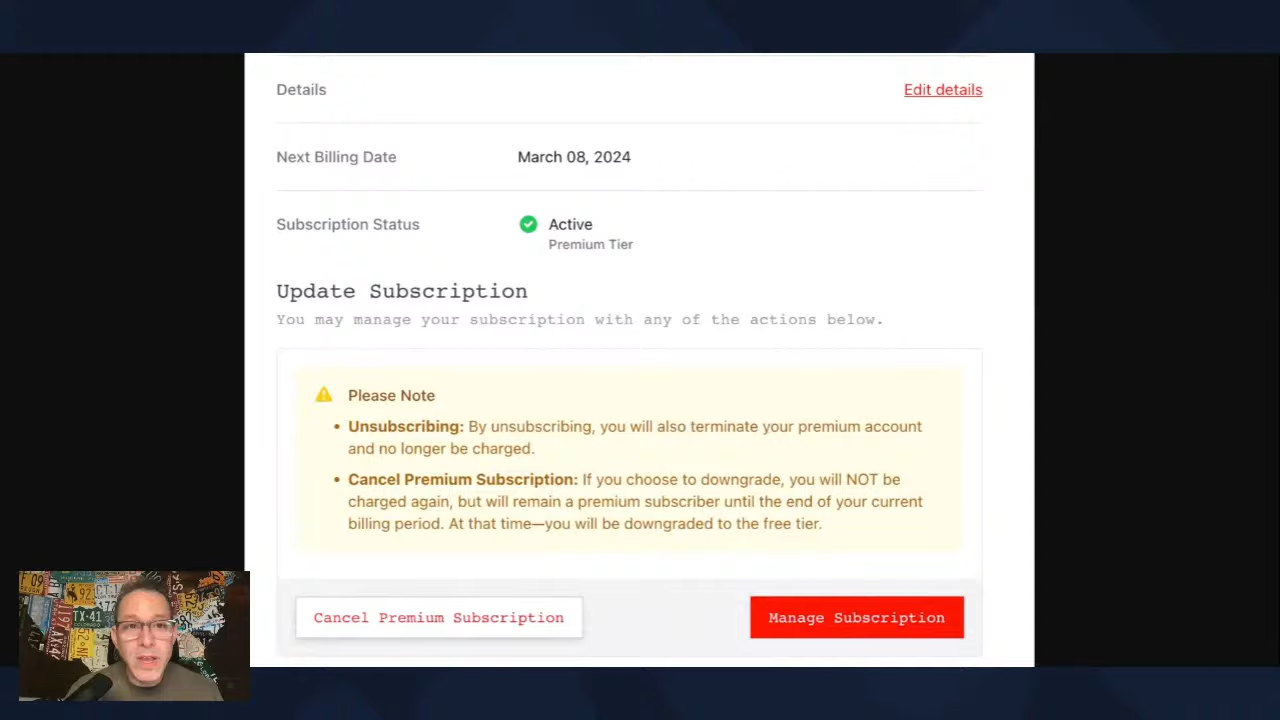 Details
Edit details
Next Billing Date
March 08, 2024
Subscription Status
Active
Premium Tier
Update Subscription
You may manage your subscription with any of the actions below.
Please Note
• Unsubscribing: By unsubscribing, you will also terminate your premium account
and no longer be charged.
• Cancel Premium Subscription: If you choose to downgrade, you will NOT be
charged again, but will remain a premium subscriber until the end of your current
billing period. At that time—you will be downgraded to the free tier.
Cancel Premium Subscription
Manage Subscription
TX·41